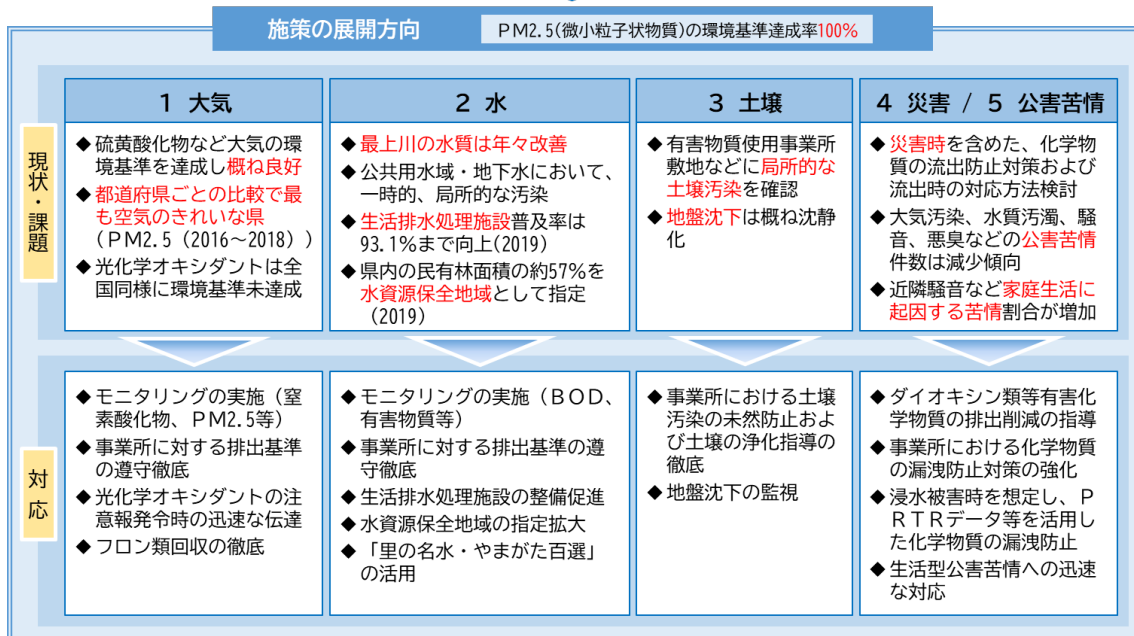 施策の展開方向
PM2.5(微小粒子状物質)の環境基準達成率100%
現状・課題
1 大気
◆硫黄酸化物など大気の環
境基準を達成し概ね良好
◆都道府県ごとの比較で最
も空気のきれいな県
(PM2.5(2016～2018))
◆光化学オキシダントは全
国同様に環境基準未達成
2 水
◆最上川の水質は年々改善
◆公共用水域・地下水において、
一時的、局所的な汚染
◆生活排水処理施設普及率は
93.1%まで向上(2019)
◆県内の民有林面積の約57%を
水資源保全地域として指定
(2019)
3 土壌
◆有害物質使用事業所
敷地などに局所的な
土壌汚染を確認
◆地盤沈下は概ね沈静
化
4 災害 / 5 公害苦情
◆災害時を含めた、化学物
質の流出防止対策および
流出時の対応方法検討
◆大気汚染、水質汚濁、騒
音、悪臭などの公害苦情
件数は減少傾向
◆近隣騒音など家庭生活に
起因する苦情割合が増加
対応
◆モニタリングの実施(窒
素酸化物、PM2.5等)
◆事業所に対する排出基準
の遵守徹底
◆光化学オキシダントの注
意報発令時の迅速な伝達
◆フロン類回収の徹底
◆モニタリングの実施(BOD、
有害物質等)
◆事業所に対する排出基準の遵
守徹底
◆生活排水処理施設の整備促進
◆水資源保全地域の指定拡大
◆「里の名水・やまがた百選」
の活用
◆事業所における土壌
汚染の未然防止およ
び土壌の浄化指導の
徹底
◆地盤沈下の監視
◆ダイオキシン類等有害化
学物質の排出削減の指導
◆事業所における化学物質
の漏洩防止対策の強化
◆浸水被害時を想定し、P
RTRデータ等を活用し
た化学物質の漏洩防止
◆生活型公害苦情への迅速
な対応